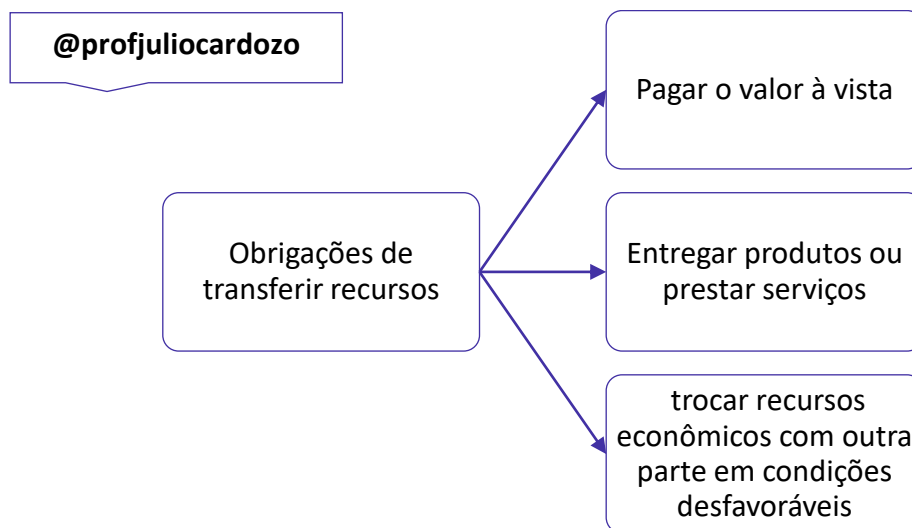 @profjuliocardozo
Pagar o valor à vista
Obrigações de
transferir recursos
Entregar produtos ou
prestar serviços
trocar recursos
econômicos com outra
parte em condições
desfavoráveis